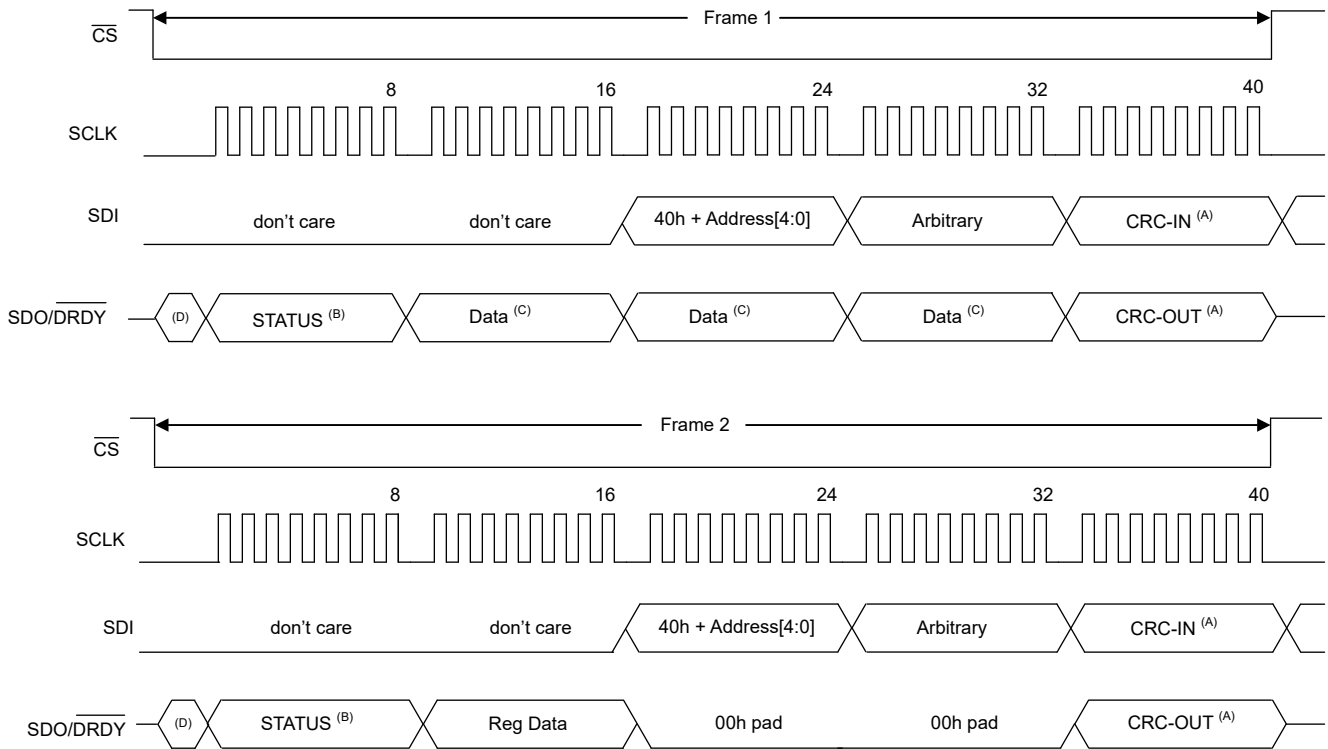 Frame 1
CS
8 16 24 32 40
SCLK
SDI don't care don't care 40h + Address[4:0] Arbitrary CRC-IN (A)
SDO/DRDY (D) STATUS (B) Data (C) Data (C) Data (C) CRC-OUT (A)
Frame 2
CS
8 16 24 32 40
SCLK
SDI don't care don't care 40h + Address[4:0] Arbitrary CRC-IN (A)
SDO/DRDY (D) STATUS (B) Reg Data 00h pad 00h pad CRC-OUT (A)